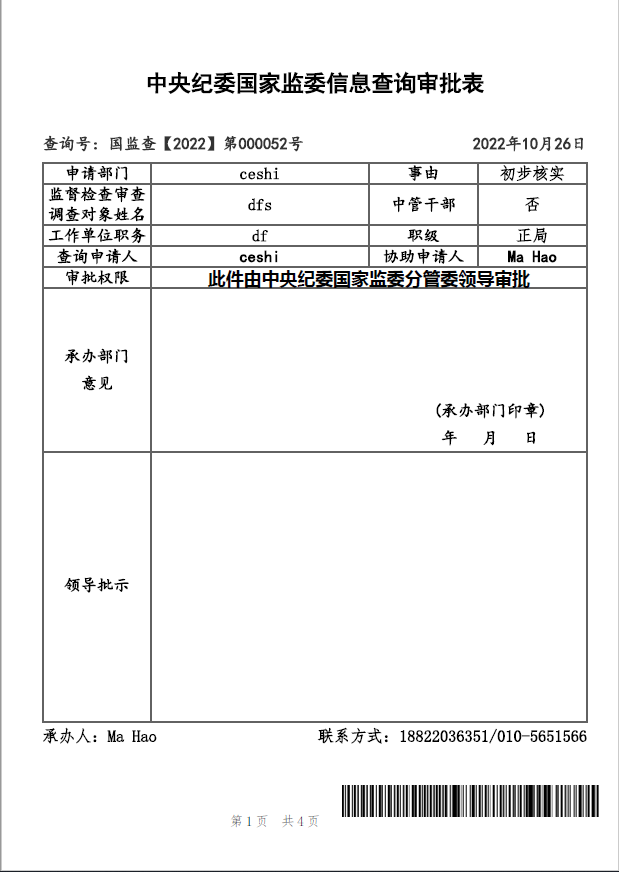 中央纪委国家监委信息查询审批表
查询号：国监查【2022】第000052号 2022年10月26日
申请部门 ceshi 事由 初步核实
监督检查审查
调查对象姓名 dfs 中管干部 否
工作单位职务 df 职级 正局
查询申请人 ceshi 协助申请人 Ma Hao
审批权限 此件由中央纪委国家监委分管委领导审批
承办部门
意见
(承办部门印章)
年 月 日
领导批示
承办人：Ma Hao 联系方式：18822036351/010-5651566
第1页 共4页